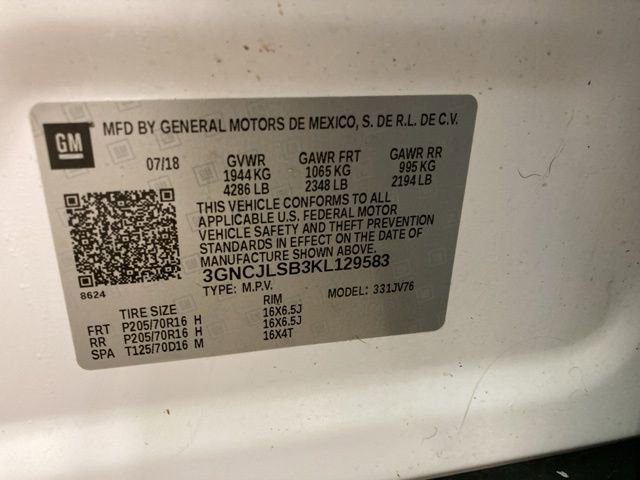 GM MFD BY GENERAL MOTORS DE MEXICO, S. DE R.L. DE C.V.
07/18 GVWR GAWR FRT GAWR RR
1944 KG 1065 KG 995 KG
4286 LB 2348 LB 2194 LB
THIS VEHICLE CONFORMS TO ALL
APPLICABLE U.S. FEDERAL MOTOR
VEHICLE SAFETY AND THEFT PREVENTION
STANDARDS IN EFFECT ON THE DATE OF
MANUFACTURE SHOWN ABOVE.
8624
3GNCJLSB3KL129583
TYPE: M.P.V. MODEL: 331JV76
TIRE SIZE RIM
FRT P205/70R16 H 16X6.5J
RR P205/70R16 H 16X6.5J
SPA T125/70D16 M 16X4T